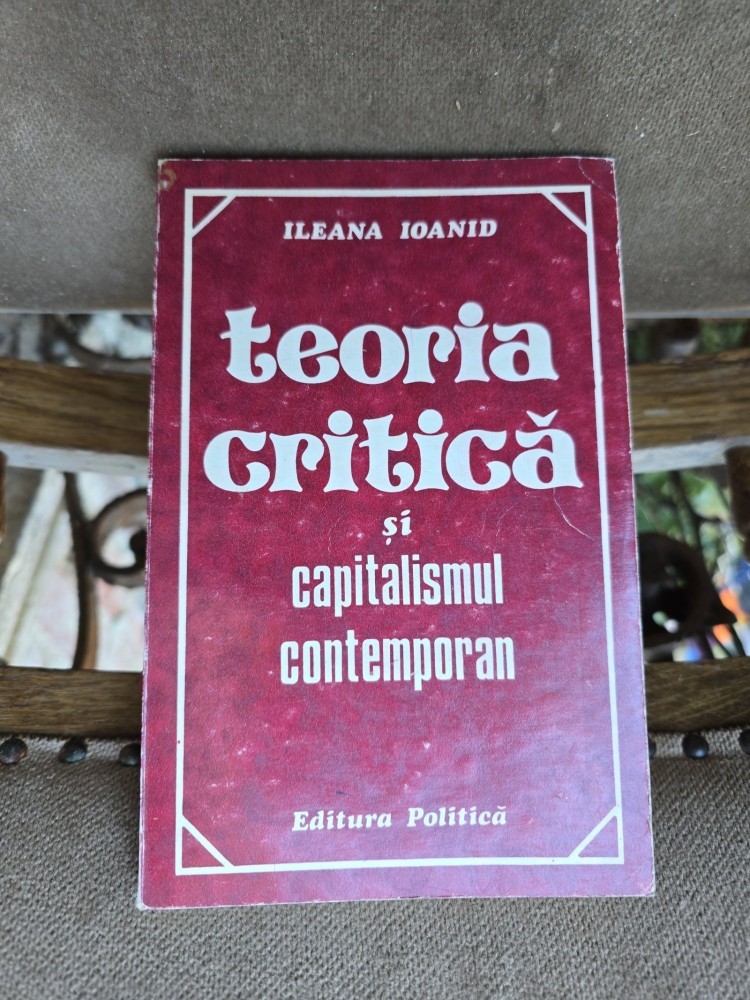 ILEANA IOANID
teoria
critică
și
capitalismul
contemporan
Editura Politică